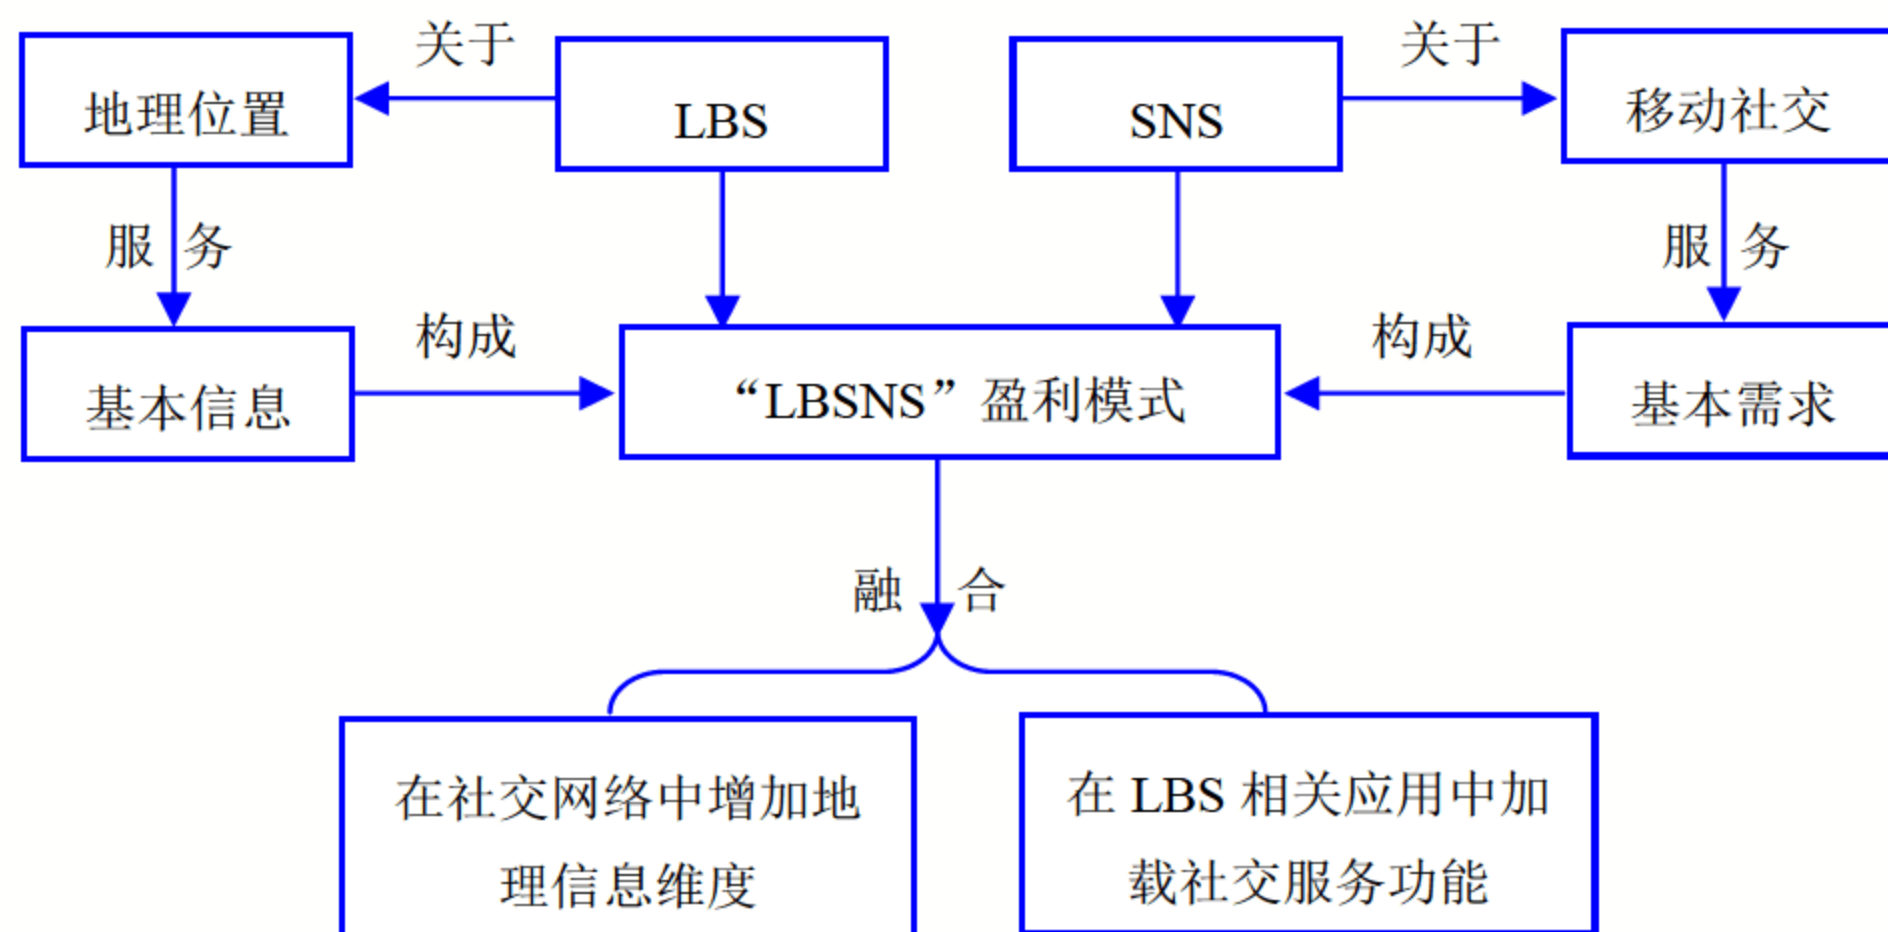 关于
关于
地理位置
LBS
SNS
移动社交
服务
服务
构成
构成
基本信息
“LBSNS”盈利模式
基本需求
融合
在社交网络中增加地
理信息维度
在 LBS 相关应用中加
载社交服务功能